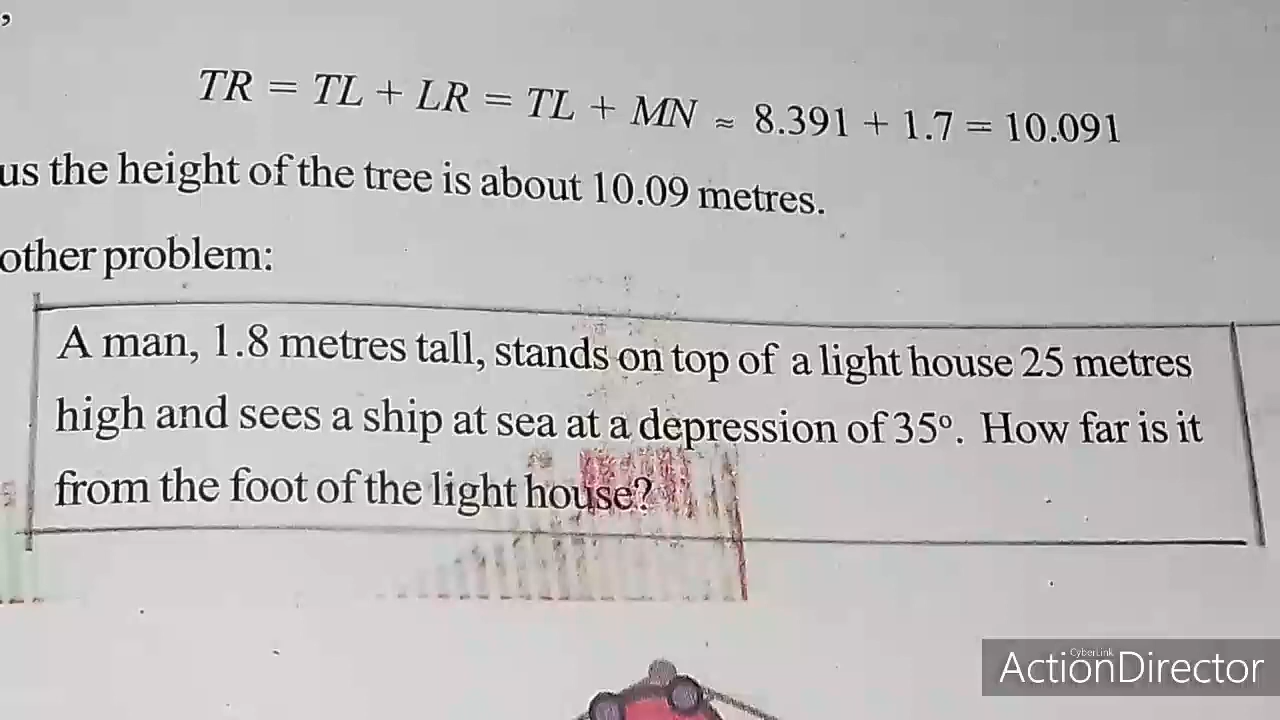 ,
TR = TL + LR = TL + MN ≈ 8.391 + 1.7 = 10.091
us the height of the tree is about 10.09 metres.
other problem:
A man, 1.8 metres tall, stands on top of a light house 25 metres
high and sees a ship at sea at a depression of 35°. How far is it
from the foot of the light house?
CyberLink
ActionDirector